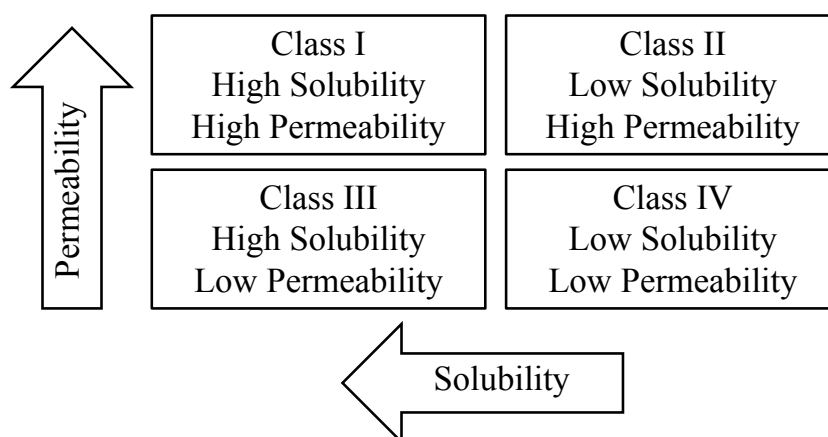 Permeability
Class I
High Solubility
High Permeability
Class II
Low Solubility
High Permeability
Class III
High Solubility
Low Permeability
Class IV
Low Solubility
Low Permeability
Solubility